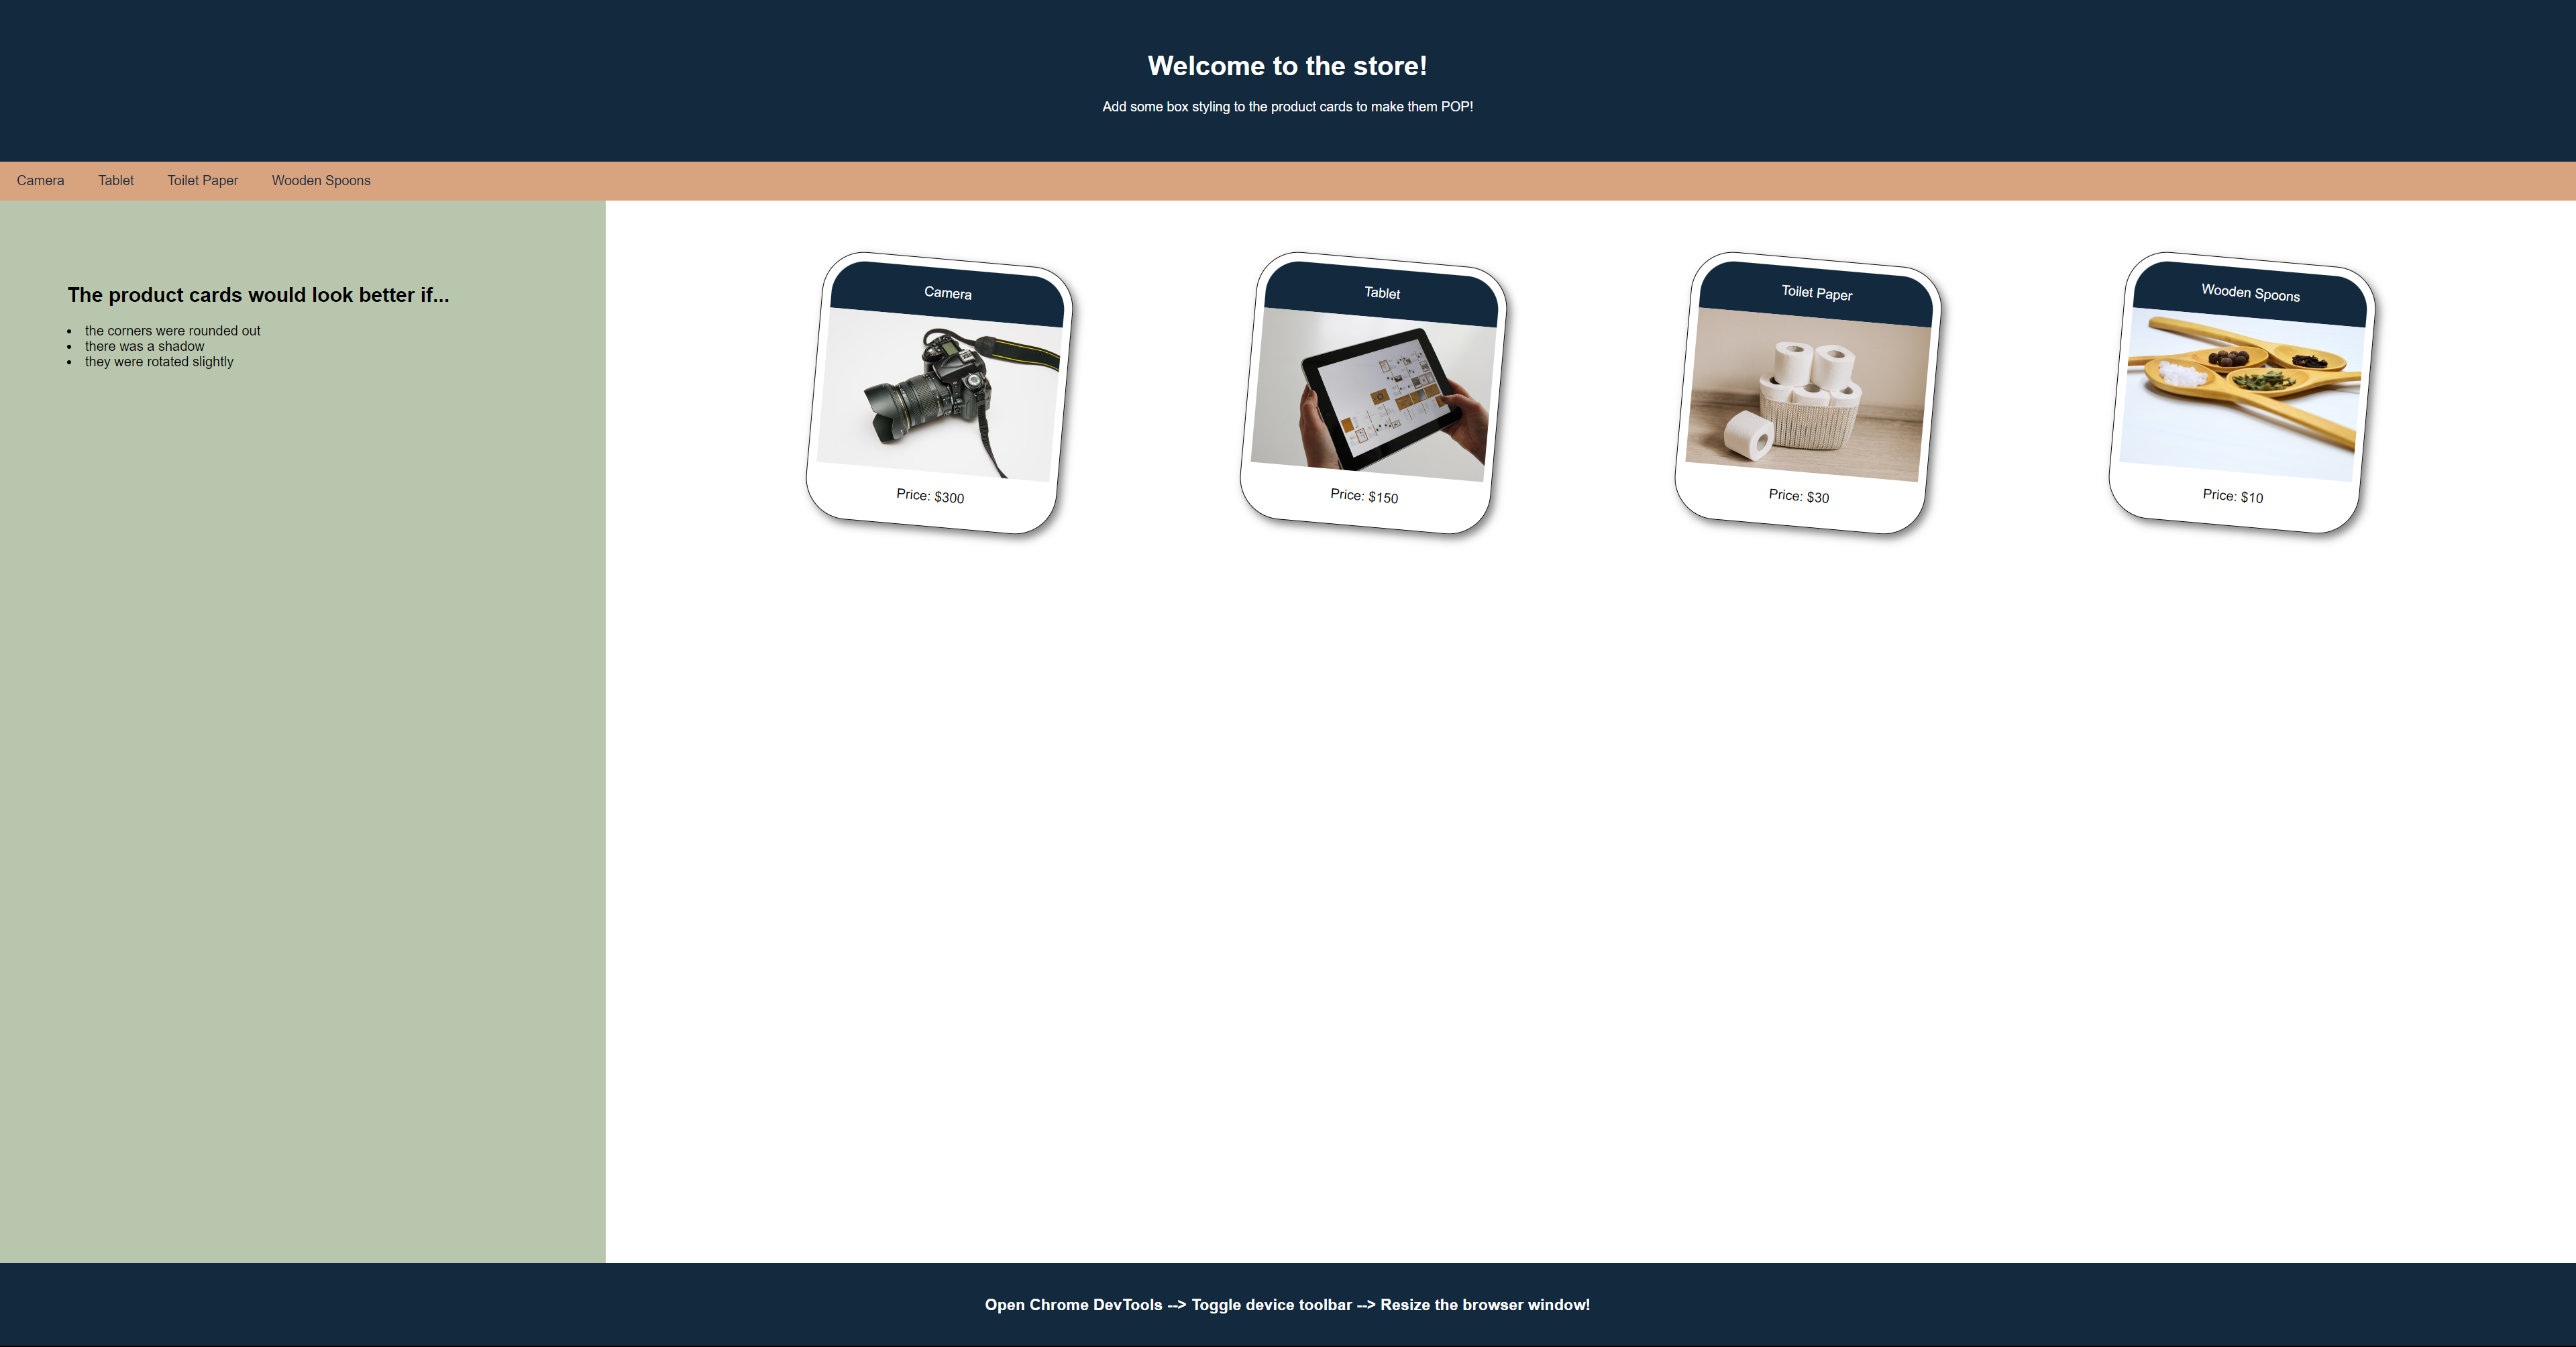 Welcome to the store!
Add some box styling to the product cards to make them POP!
Camera
Tablet
Toilet Paper
Wooden Spoons
The product cards would look better if...
the corners were rounded out
there was a shadow
they were rotated slightly
Camera
Price: $300
Tablet
Price: $150
Toilet Paper
Price: $30
Wooden Spoons
Price: $10
Open Chrome DevTools --> Toggle device toolbar --> Resize the browser window!